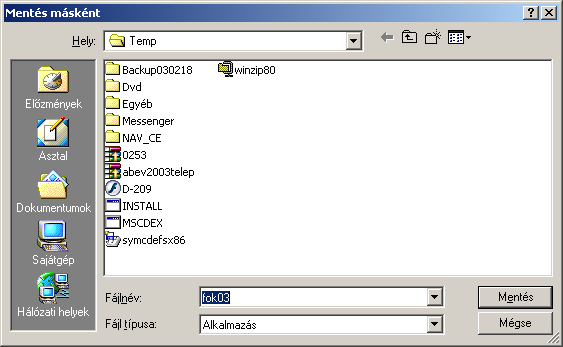 Mentés másként
Hely: Temp
Előzmények
Asztal
Dokumentumok
Sajátgép
Hálózati helyek
Backup030218
Dvd
Egyéb
Messenger
NAV_CE
0253
abev2003telep
D-209
INSTALL
MSCDEX
symcdefsx86
winzip80
Fájlnév: fok03
Mentés
Fájl típusa: Alkalmazás
Mégse